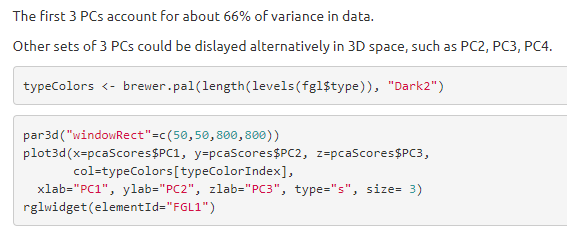 The first 3 PCs account for about 66% of variance in data.
Other sets of 3 PCs could be dislayed alternatively in 3D space, such as PC2, PC3, PC4.
typeColors <- brewer.pal(length(levels(fgl$type)), "Dark2")
par3d("windowRect"=c(50,50,800,800))
plot3d(x=pcaScores$PC1, y=pcaScores$PC2, z=pcaScores$PC3,
       col=typeColors[typeColorIndex],
  xlab="PC1", ylab="PC2", zlab="PC3", type="s", size= 3)
rglwidget(elementId="FGL1")